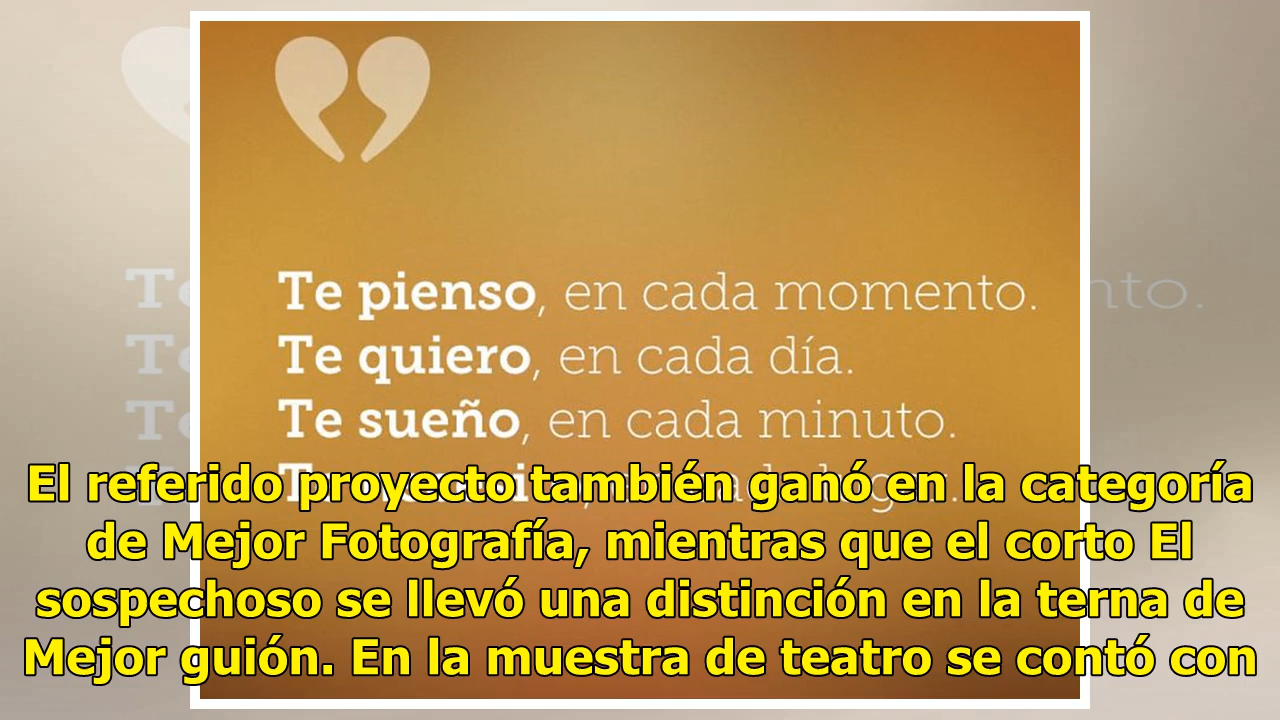 Te pienso, en cada momento.
Te quiero, en cada día.
Te sueño, en cada minuto.
El referido proyecto también ganó en la categoría
de Mejor Fotografía, mientras que el corto El
sospechoso se llevó una distinción en la terna de
Mejor guión. En la muestra de teatro se contó con